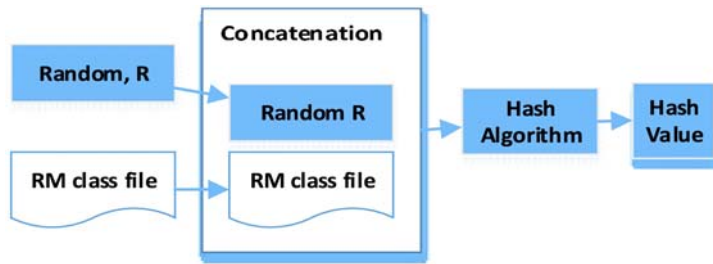 Concatenation
Random, R
Random R
Hash
Algorithm
Hash
Value
RM class file
RM class file